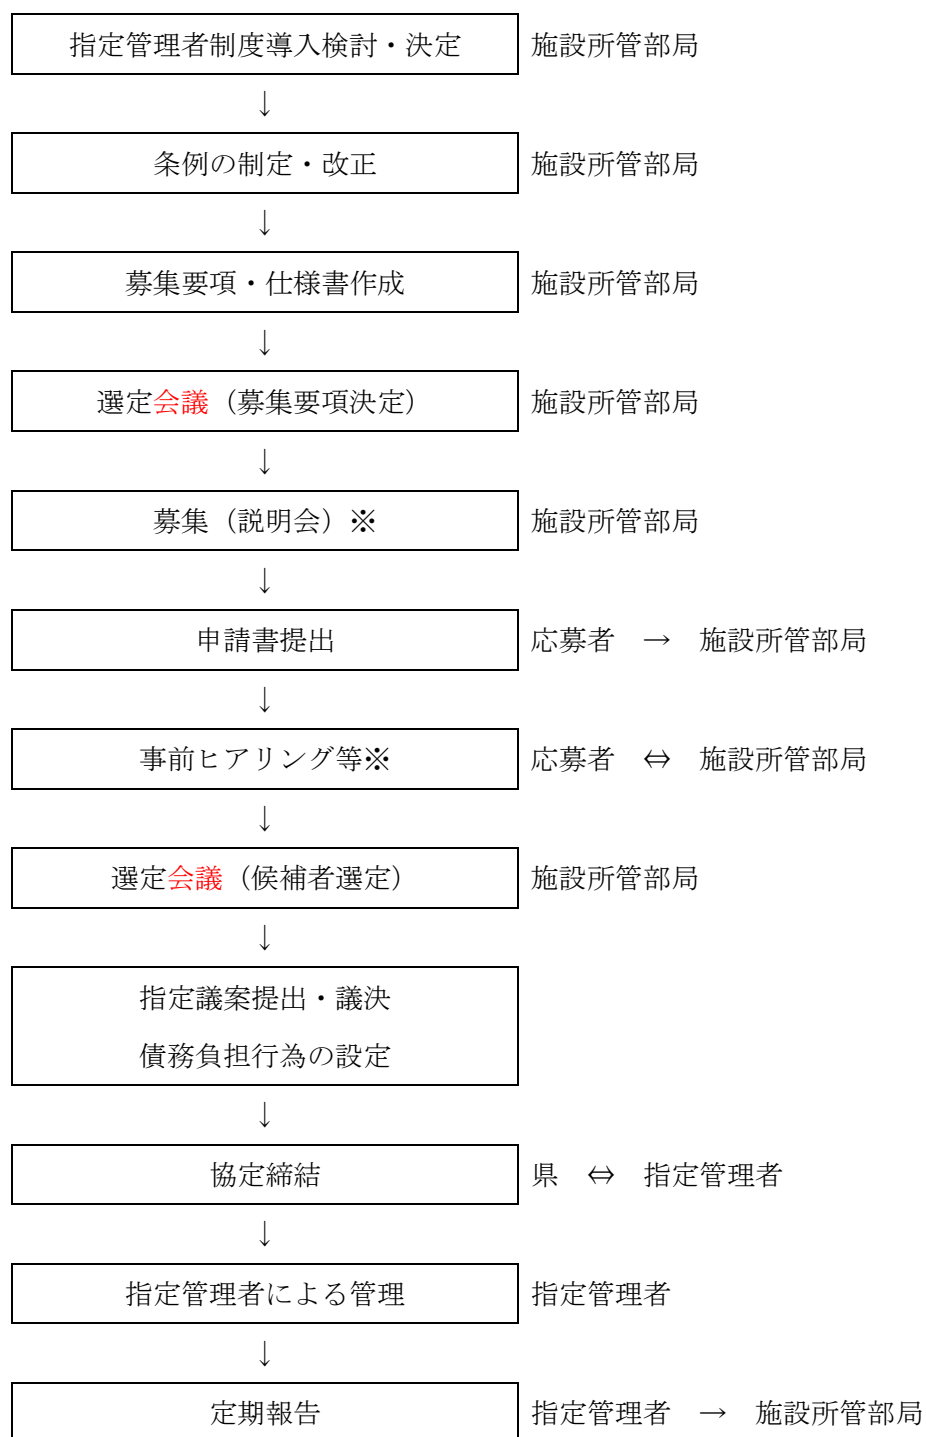 指定管理者制度導入検討・決定　施設所管部局
↓
条例の制定・改正　施設所管部局
↓
募集要項・仕様書作成　施設所管部局
↓
選定会議（募集要項決定）　施設所管部局
↓
募集（説明会）※　施設所管部局
↓
申請書提出　応募者　→　施設所管部局
↓
事前ヒアリング等※　応募者　⇔　施設所管部局
↓
選定会議（候補者選定）　施設所管部局
↓
指定議案提出・議決
債務負担行為の設定
↓
協定締結　県　⇔　指定管理者
↓
指定管理者による管理　指定管理者
↓
定期報告　指定管理者　→　施設所管部局